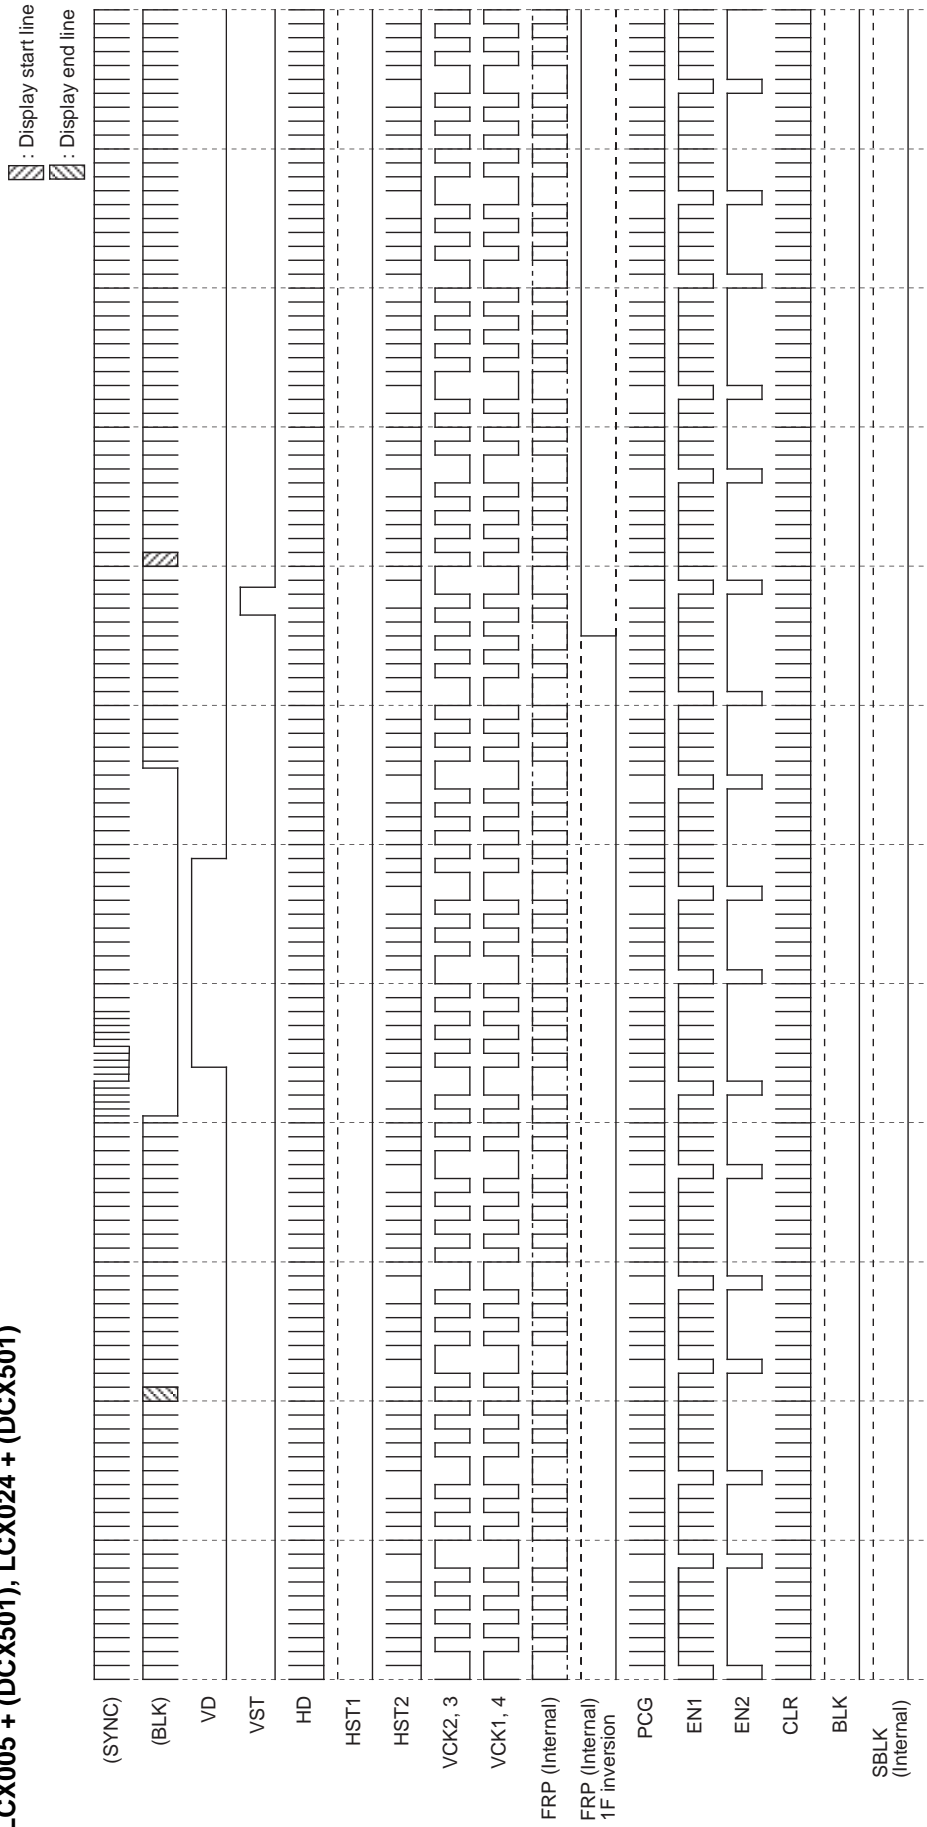 LCX005 + (DCX501), LCX024 + (DCX501)
: Display start line
: Display end line
(SYNC)
(BLK)
VD
VST
HD
HST1
HST2
VCK2, 3
VCK1, 4
FRP (Internal)
FRP (Internal)
1F inversion
PCG
EN1
EN2
CLR
BLK
SBLK
(Internal)